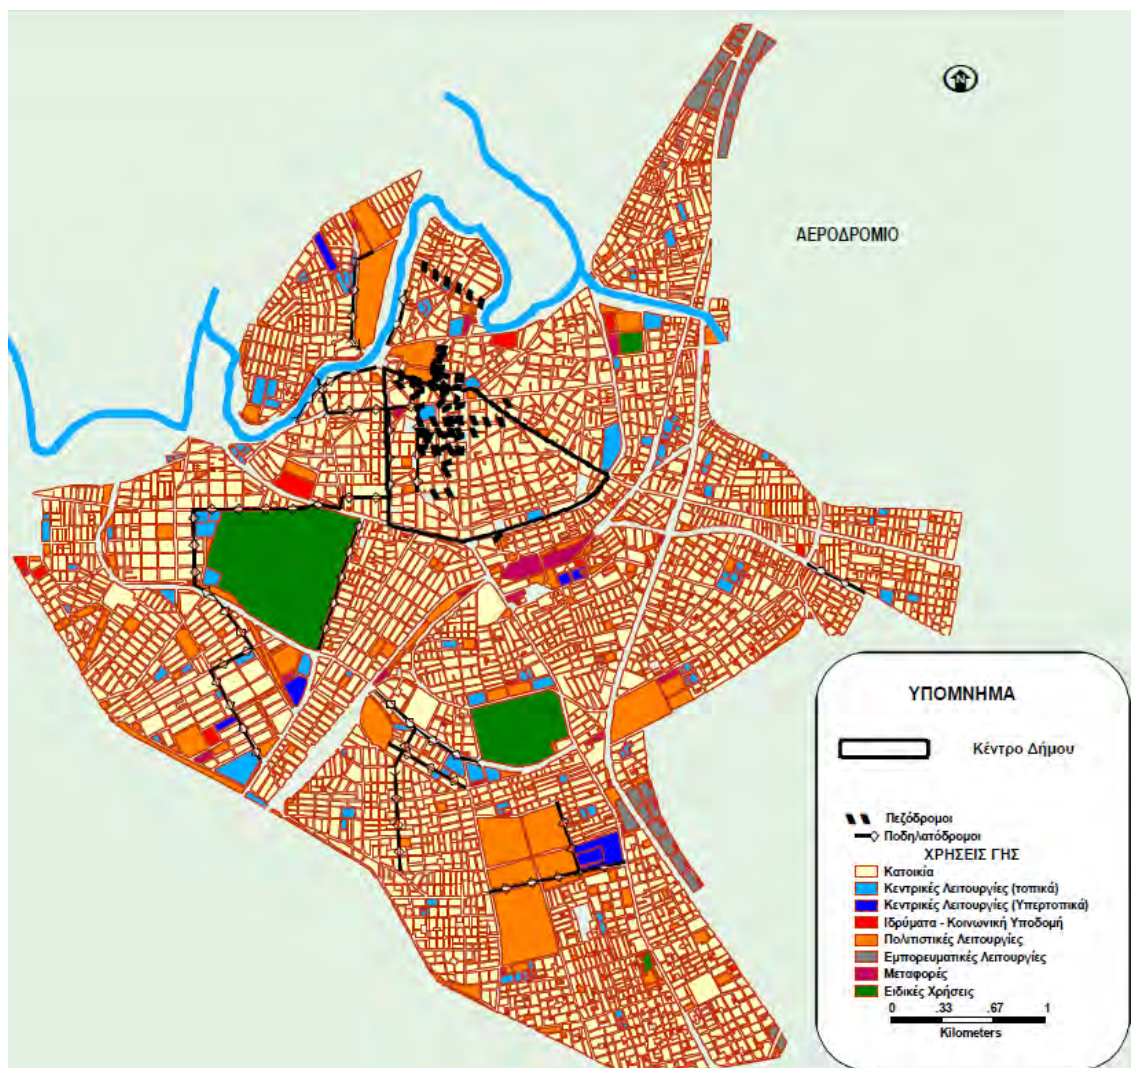 N
ΑΕΡΟΔΡΟΜΙΟ
ΥΠΟΜΝΗΜΑ
Κέντρο Δήμου
Πεζόδρομοι
Ποδηλατόδρομοι
ΧΡΗΣΕΙΣ ΓΗΣ
Κατοικία
Κεντρικές Λειτουργίες (τοπικά)
Κεντρικές Λειτουργίες (Υπερτοπικά)
Ιδρύματα - Κοινωνική Υποδομή
Πολιτιστικές Λειτουργίες
Εμπορευματικές Λειτουργίες
Μεταφορές
Ειδικές Χρήσεις
0 .33 .67 1
Kilometers